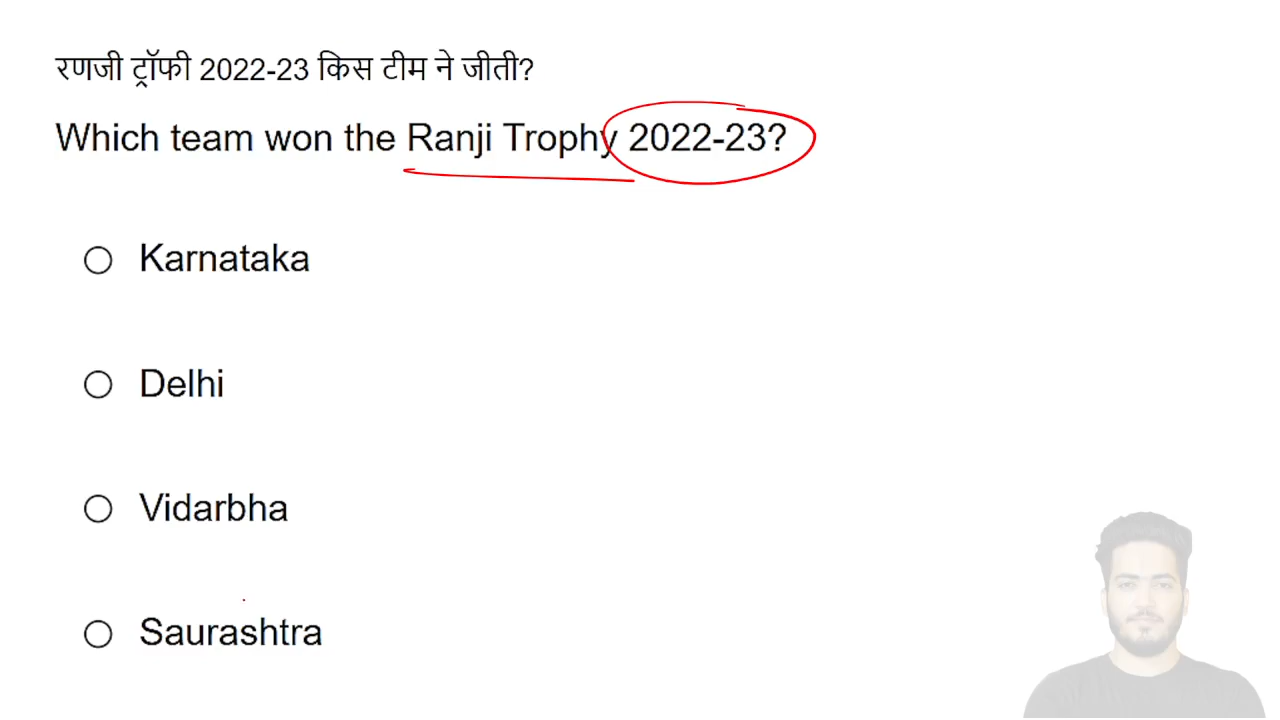 रणजी ट्रॉफी 2022-23 किस टीम ने जीती?
Which team won the Ranji Trophy 2022-23?
Karnataka
Delhi
Vidarbha
Saurashtra